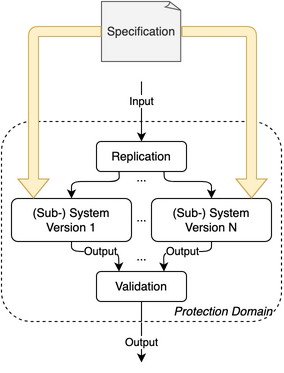 Specification
Input
Replication
...
(Sub-) System
Version 1
...
(Sub-) System
Version N
Output
...
Output
Validation
Protection Domain
Output